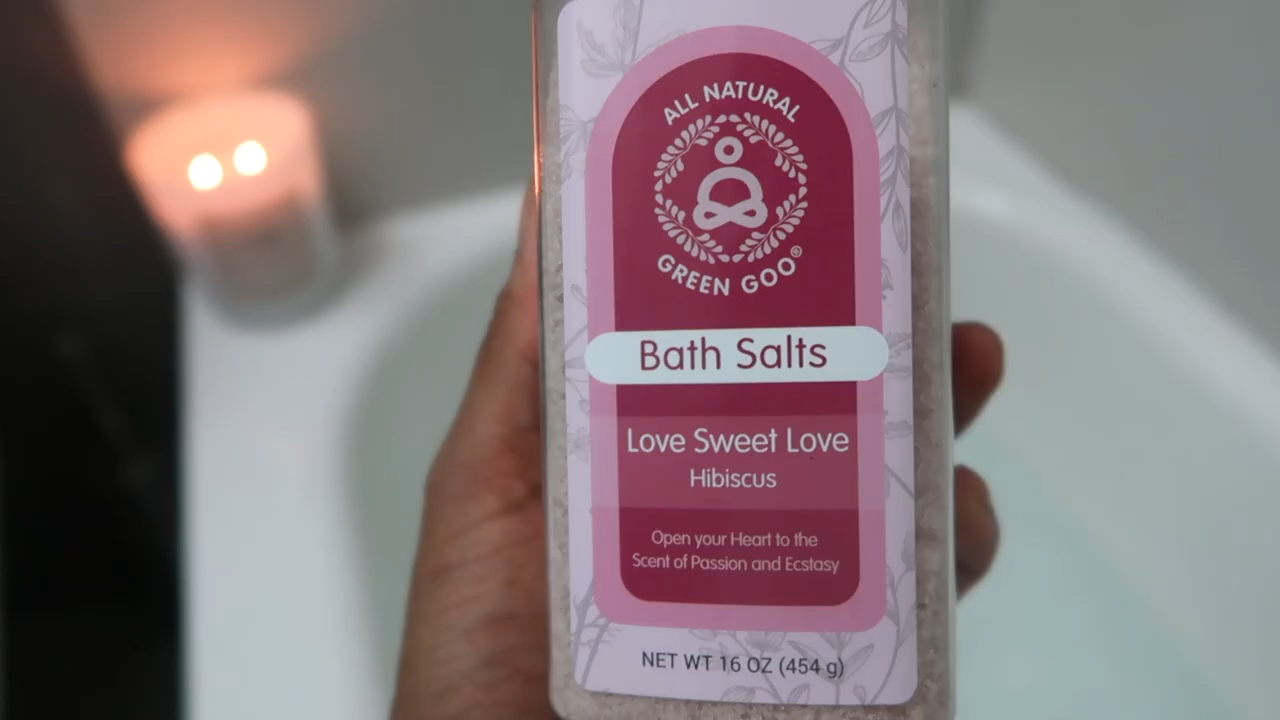 ALL NATURAL
GREEN GOO®
Bath Salts
Love Sweet Love
Hibiscus
Open your Heart to the
Scent of Passion and Ecstasy
NET WT 16 OZ (454 g)